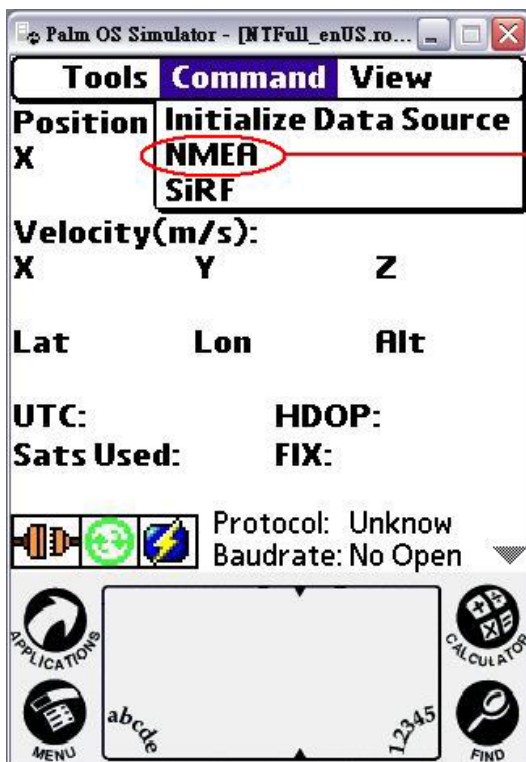 Palm OS Simulator - [NTFull_enUS.ro...
Tools Command View
Position Initialize Data Source
X NMEA
SiRF
Velocity(m/s):
X Y Z
Lat Lon Alt
UTC: HDOP:
Sats Used: FIX:
Protocol: Unknow
Baudrate: No Open
APPLICATIONS
CALCULATOR
abcde
12345
MENU
FIND